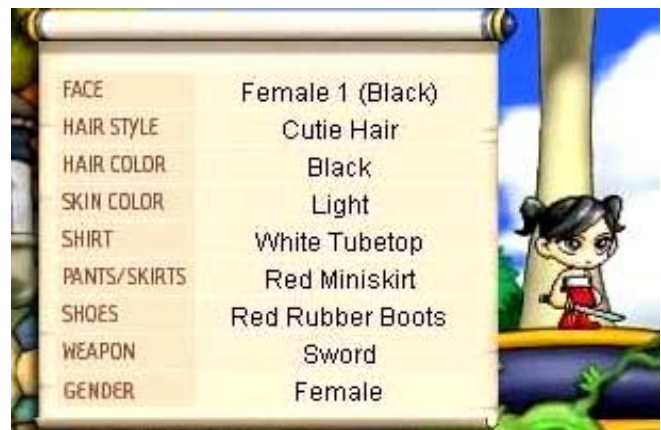 FACE Female 1 (Black)
HAIR STYLE Cutie Hair
HAIR COLOR Black
SKIN COLOR Light
SHIRT White Tubetop
PANTS/SKIRTS Red Miniskirt
SHOES Red Rubber Boots
WEAPON Sword
GENDER Female